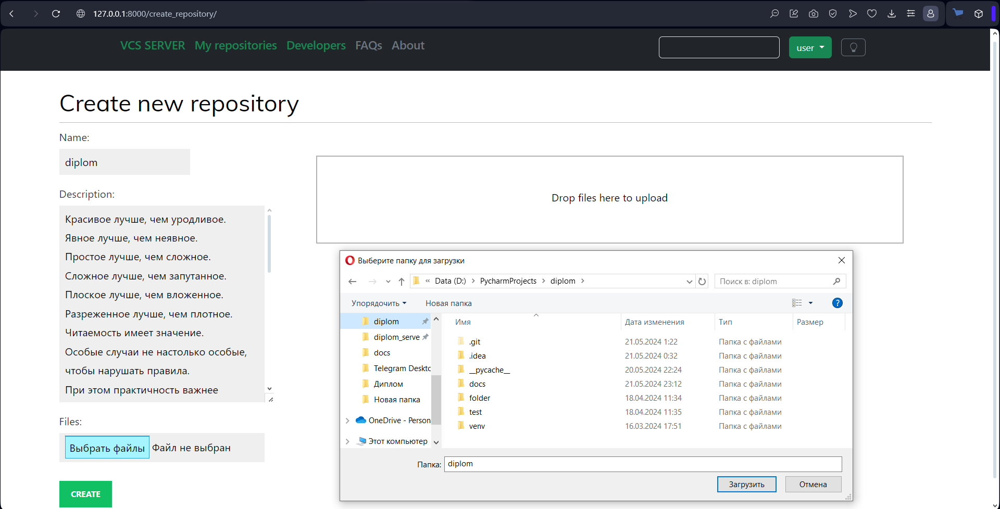 127.0.0.1:8000/create_repository/
VCS SERVER My repositories Developers FAQs About
user
Create new repository
Name:
diplom
Description:
Красивое лучше, чем уродливое.
Явное лучше, чем неявное.
Простое лучше, чем сложное.
Сложное лучше, чем запутанное.
Плоское лучше, чем вложенное.
Разреженное лучше, чем плотное.
Читаемость имеет значение.
Особые случаи не настолько особые,
чтобы нарушать правила.
При этом практичность важнее
Files:
Выбрать файлы Файл не выбран
CREATE
Drop files here to upload
Выберите папку для загрузки
« Data (D:) > PycharmProjects > diplom >
Поиск в: diplom
Упорядочить Новая папка
?
diplom
diplom_serve
docs
Telegram Deskto
Диплом
Новая папка
OneDrive - Person
Этот компьютер
Имя Дата изменения Тип Размер
.git 21.05.2024 1:22 Папка с файлами
.idea 21.05.2024 0:32 Папка с файлами
__pycache__ 20.05.2024 22:24 Папка с файлами
docs 21.05.2024 23:12 Папка с файлами
folder 18.04.2024 11:34 Папка с файлами
test 18.04.2024 11:35 Папка с файлами
venv 16.03.2024 17:51 Папка с файлами
Папка: diplom
Загрузить Отмена